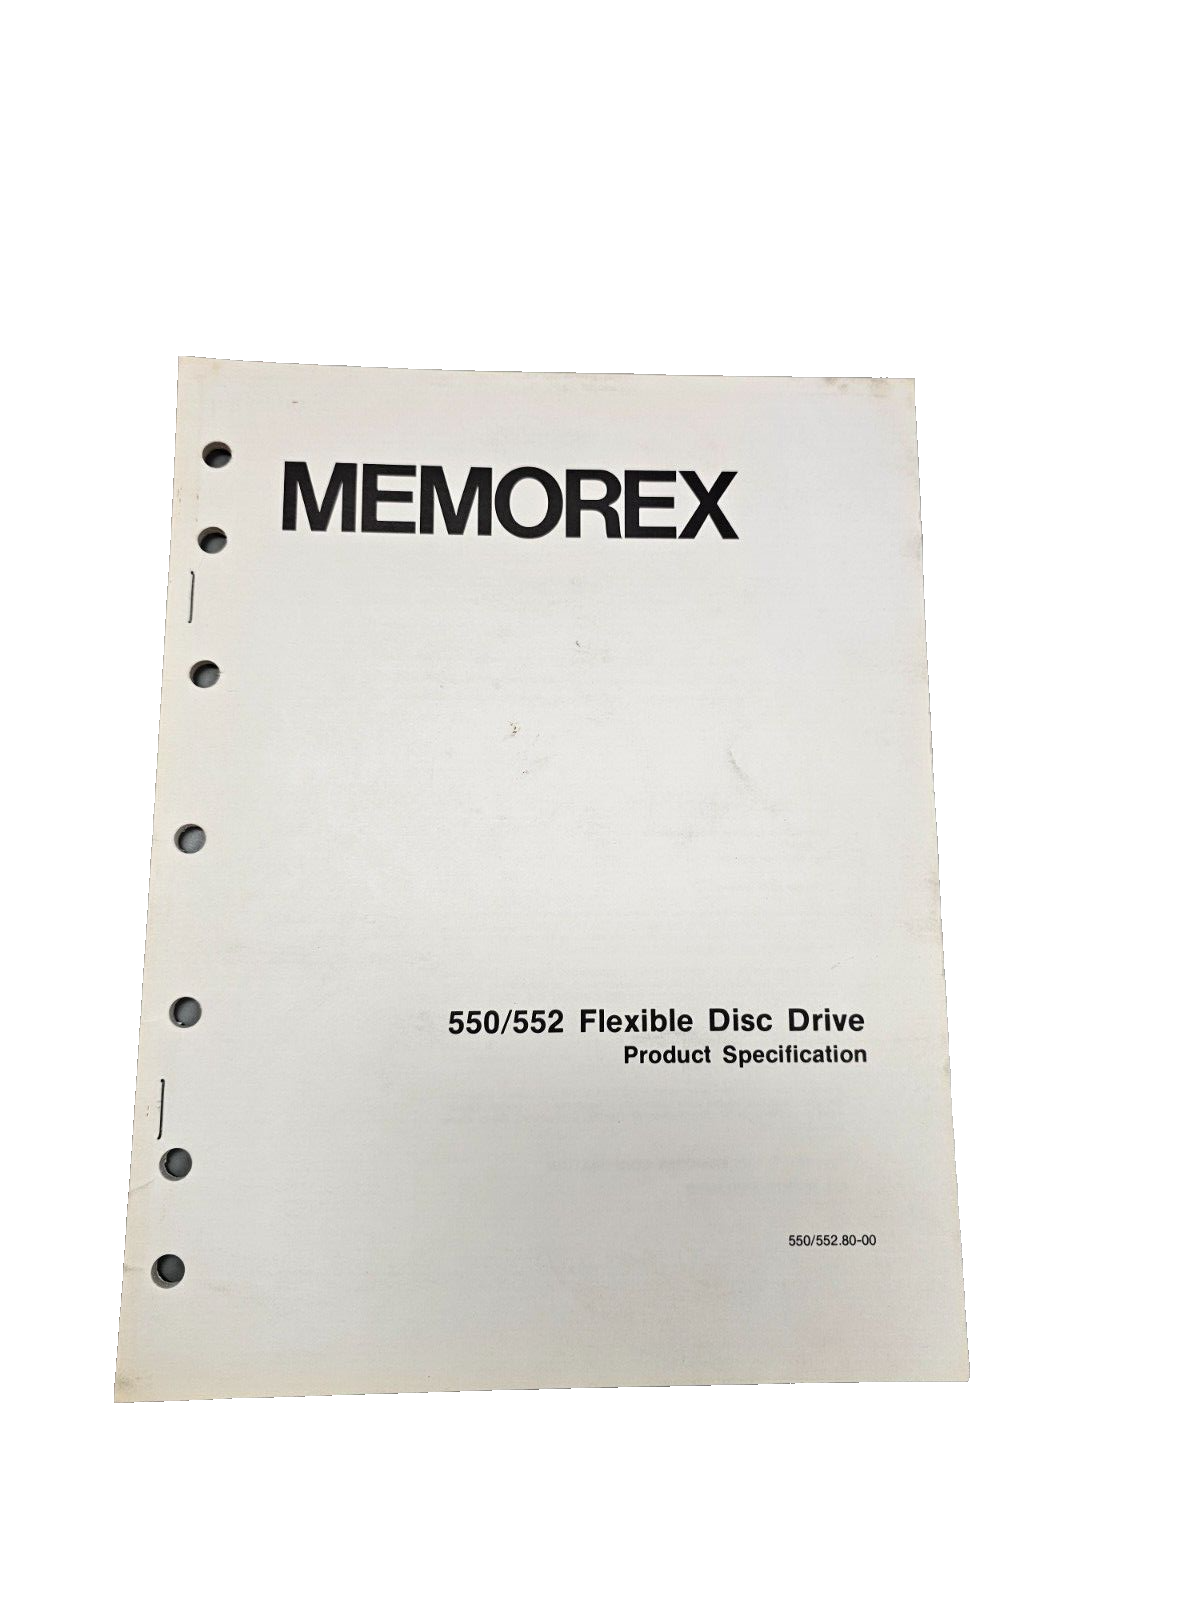 MEMOREX
550/552 Flexible Disc Drive
Product Specification
550/552.80-00